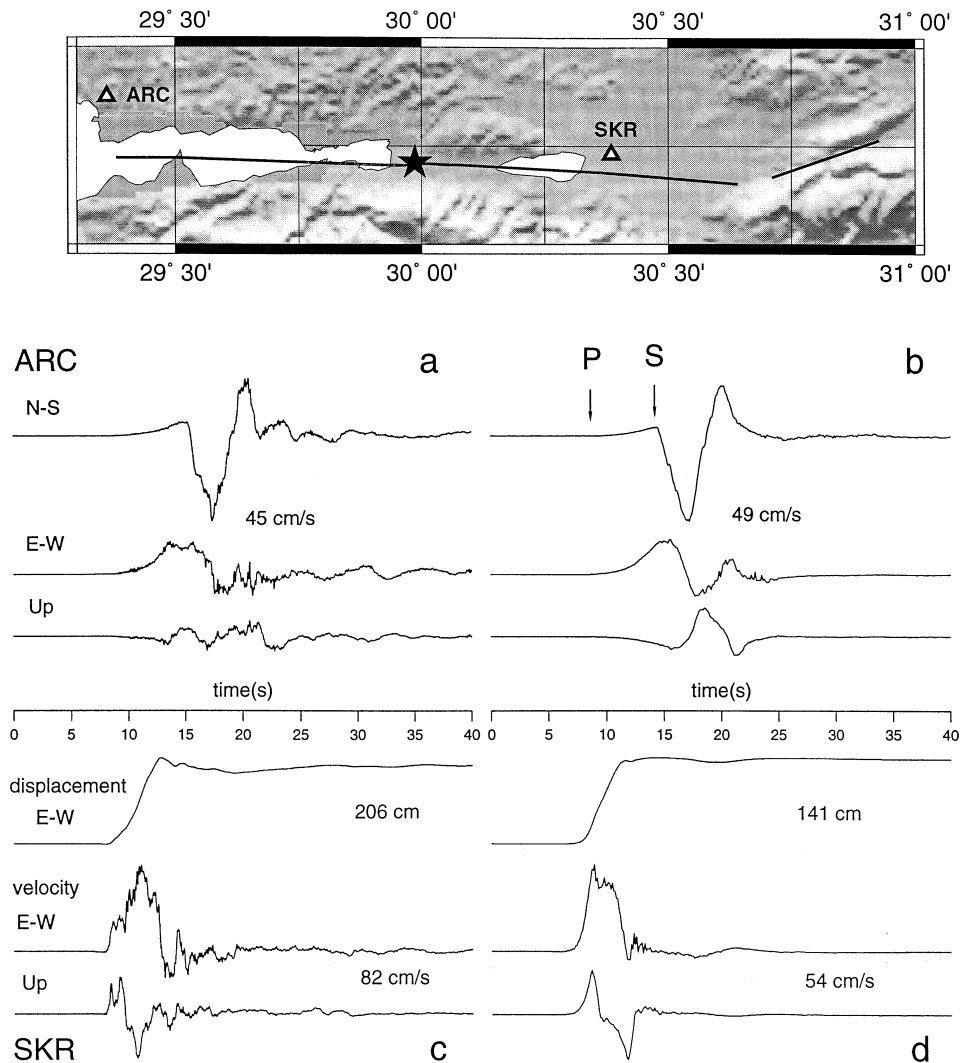 29° 30' 30° 00' 30° 30' 31° 00'
ARC
SKR
29° 30' 30° 00' 30° 30' 31° 00'
ARC a P S b
N-S
45 cm/s 49 cm/s
E-W
Up
time(s) time(s)
0 5 10 15 20 25 30 35 40 0 5 10 15 20 25 30 35 40
displacement
E-W 206 cm 141 cm
velocity
E-W
Up 82 cm/s 54 cm/s
SKR c d